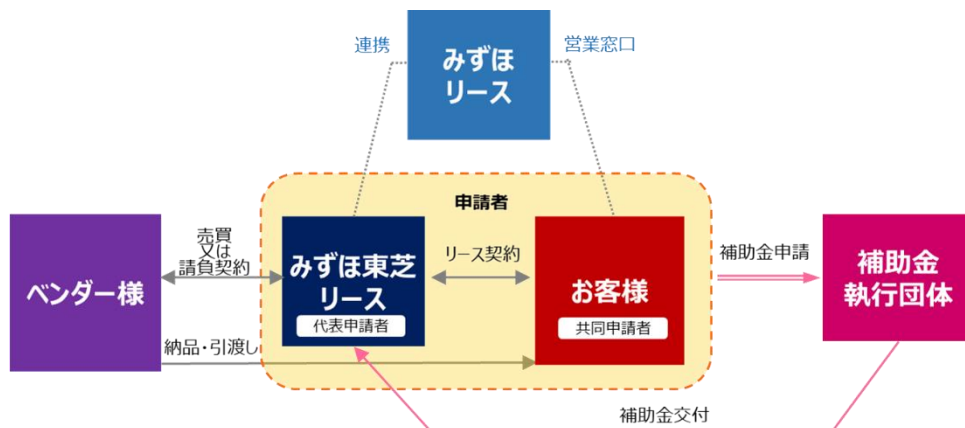 連携
みずほ
リース
営業窓口
申請者
ベンダー様
売買
又は
請負契約
みずほ東芝
リース
代表申請者
リース契約
お客様
共同申請者
補助金申請
補助金
執行団体
納品・引渡し
補助金交付